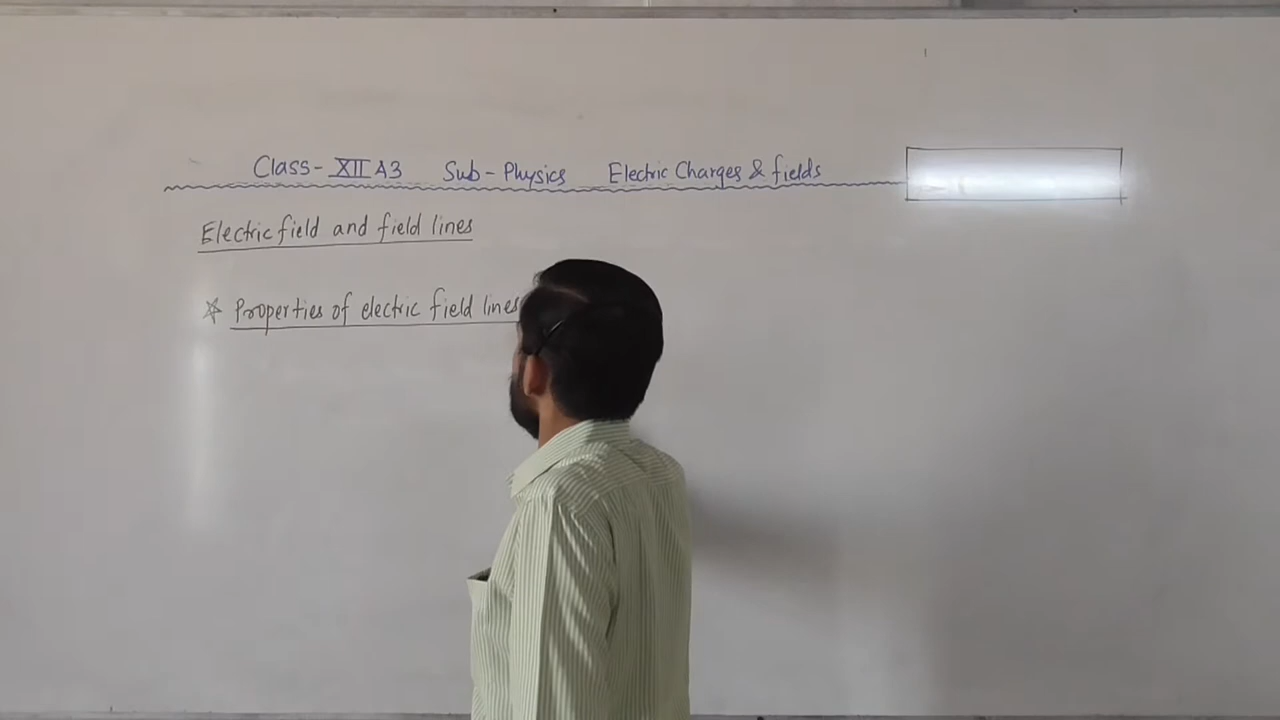 Class - XII A3 Sub - Physics Electric Charges & fields
Electric field and field lines
☆ Properties of electric field lines